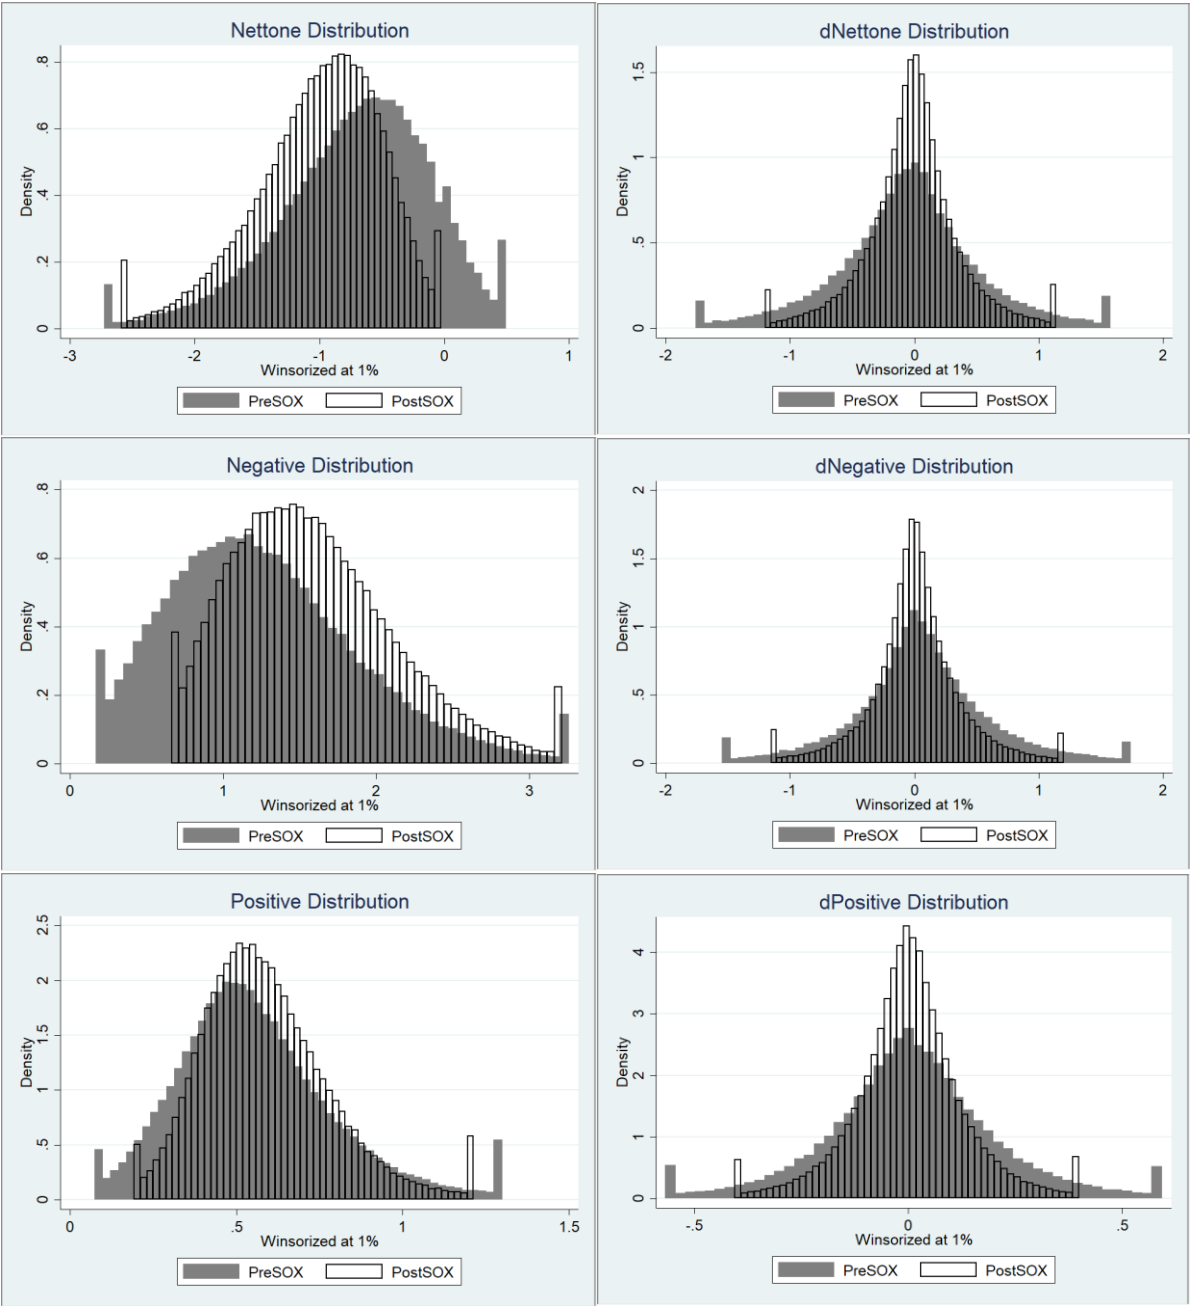 Nettone Distribution
Density
.8
.6
.4
.2
0
-3 -2 -1 0 1
Winsorized at 1%
PreSOX PostSOX
dNettone Distribution
Density
1.5
1
.5
0
-2 -1 0 1 2
Winsorized at 1%
PreSOX PostSOX
Negative Distribution
Density
.8
.6
.4
.2
0
0 1 2 3
Winsorized at 1%
PreSOX PostSOX
dNegative Distribution
Density
2
1.5
1
.5
0
-2 -1 0 1 2
Winsorized at 1%
PreSOX PostSOX
Positive Distribution
Density
2.5
2
1.5
1
.5
0
0 .5 1 1.5
Winsorized at 1%
PreSOX PostSOX
dPositive Distribution
Density
4
3
2
1
0
-.5 0 .5
Winsorized at 1%
PreSOX PostSOX